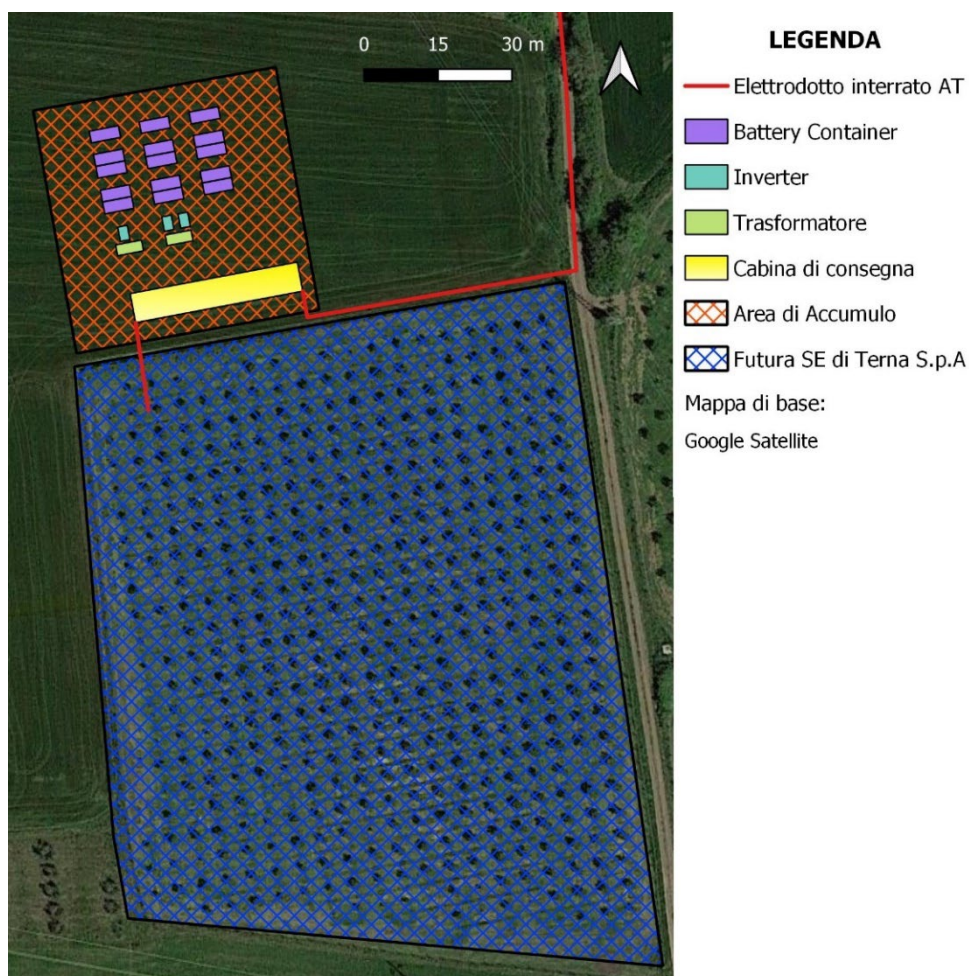 0 15 30 m
LEGENDA
Elettrodotto interrato AT
Battery Container
Inverter
Trasformatore
Cabina di consegna
Area di Accumulo
Futura SE di Terna S.p.A
Mappa di base:
Google Satellite